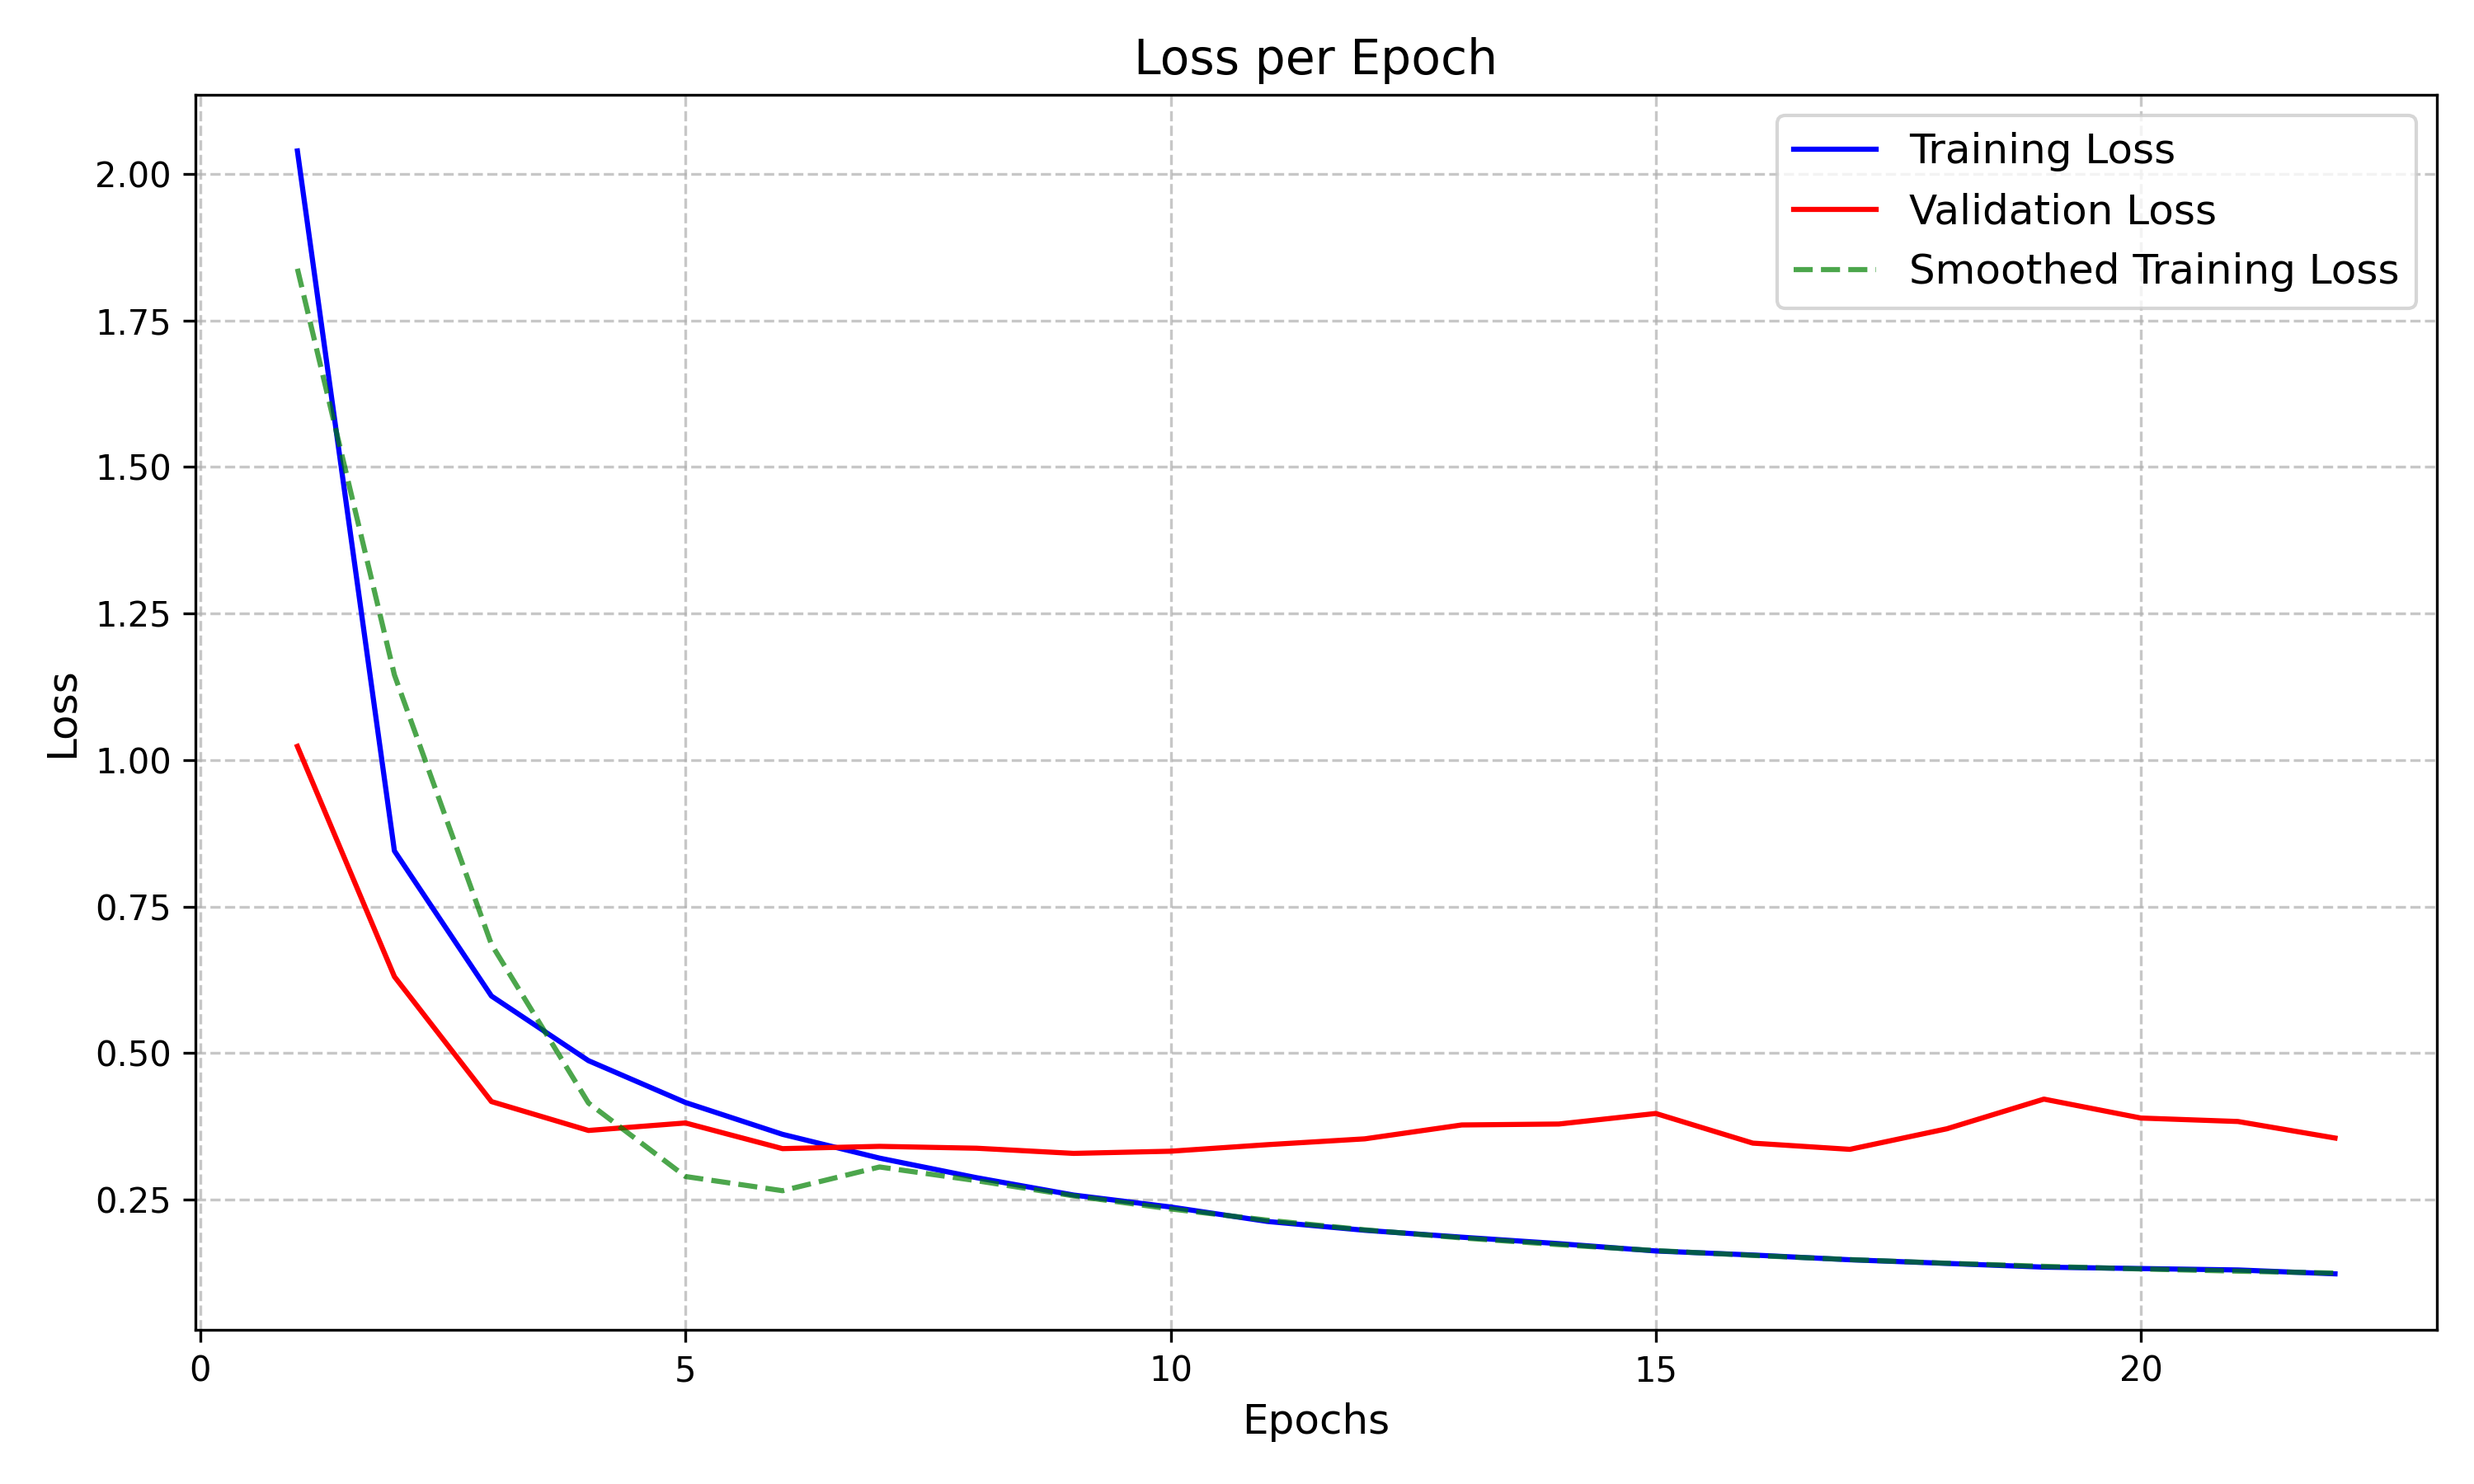 Loss per Epoch
Training Loss
Validation Loss
Smoothed Training Loss
2.00
1.75
1.50
1.25
1.00
0.75
0.50
0.25
Loss
0 5 10 15 20
Epochs